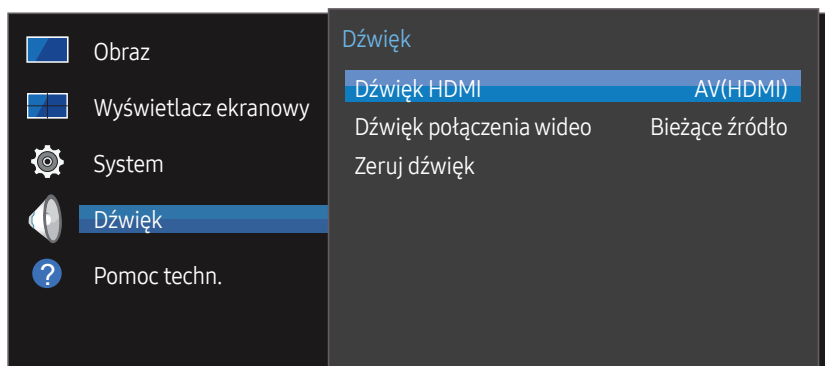 Obraz
Wyświetlacz ekranowy
System
Dźwięk
?
Pomoc techn.
Dźwięk
Dźwięk HDMI AV(HDMI)
Dźwięk połączenia wideo Bieżące źródło
Zeruj dźwięk